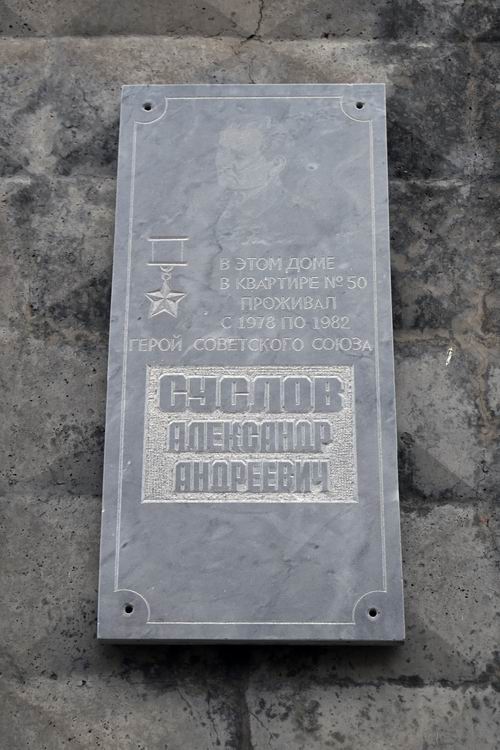 В ЭТОМ ДОМЕ
В КВАРТИРЕ № 50
ПРОЖИВАЛ
С 1978 ПО 1982
ГЕРОЙ СОВЕТСКОГО СОЮЗА
СУСЛОВ
АЛЕКСАНДР
АНДРЕЕВИЧ